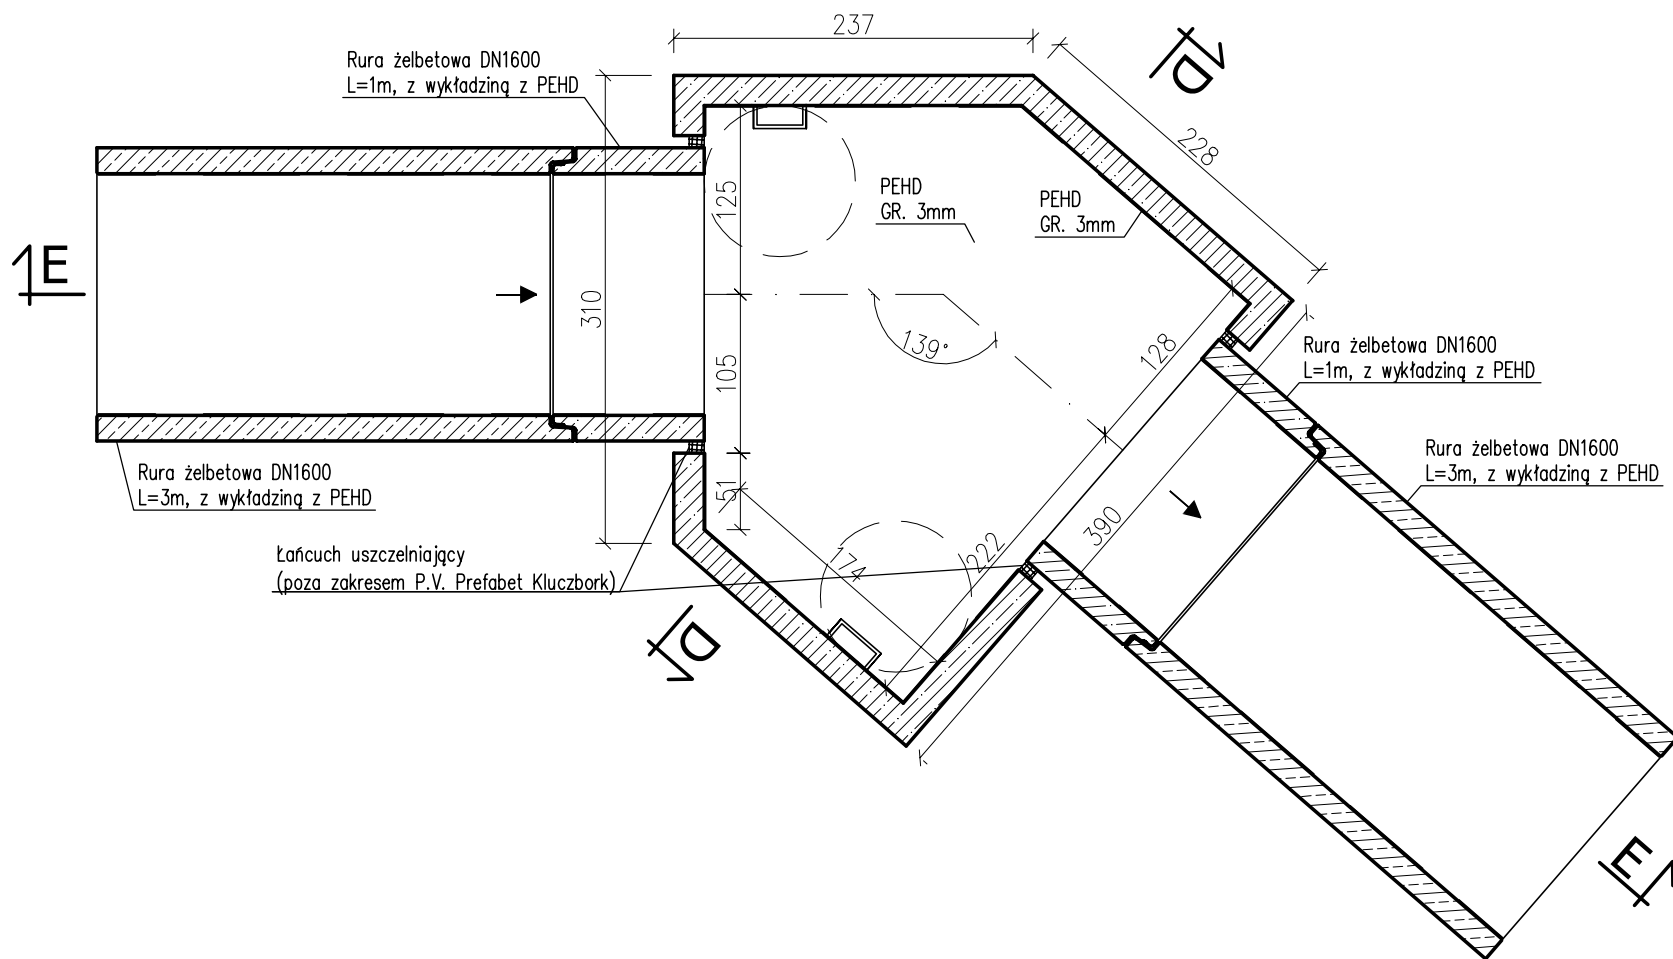 237
D
Rura żelbetowa DN1600
L=1m, z wykładziną z PEHD
228
PEHD
GR. 3mm
PEHD
GR. 3mm
125
E
310
139°
105
128
Rura żelbetowa DN1600
L=1m, z wykładziną z PEHD
Rura żelbetowa DN1600
L=3m, z wykładziną z PEHD
Rura żelbetowa DN1600
L=3m, z wykładziną z PEHD
51
390
222
174
Łańcuch uszczelniający
(poza zakresem P.V. Prefabet Kluczbork)
D
E